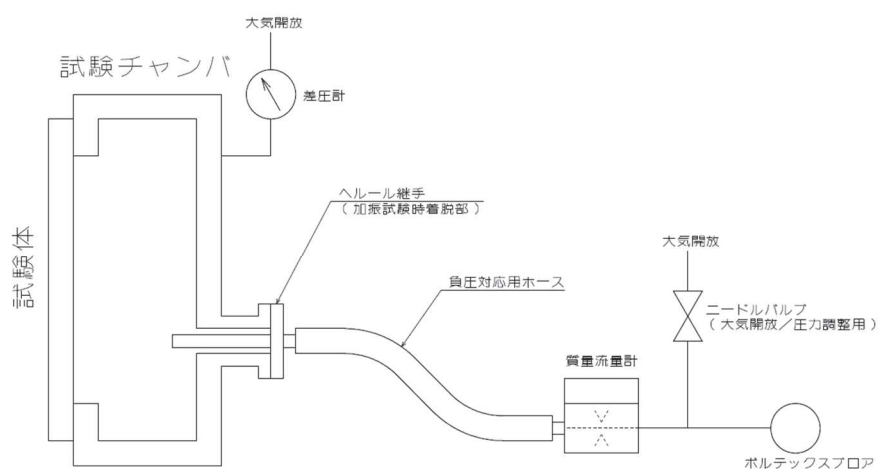 大気開放
試験チャンバ
差圧計
ヘルール継手
(加振試験時着脱部)
大気開放
試験体
負圧対応用ホース
ニードルバルブ
(大気開放/圧力調整用)
質量流量計
ボルテックスブロア